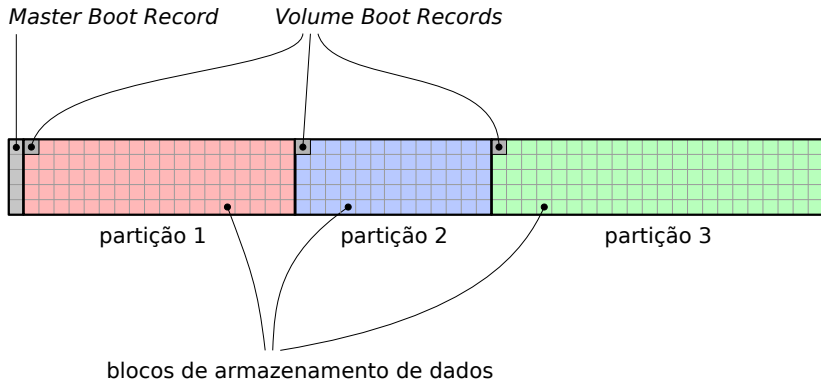 Master Boot Record
Volume Boot Records
partição 1
partição 2
partição 3
blocos de armazenamento de dados